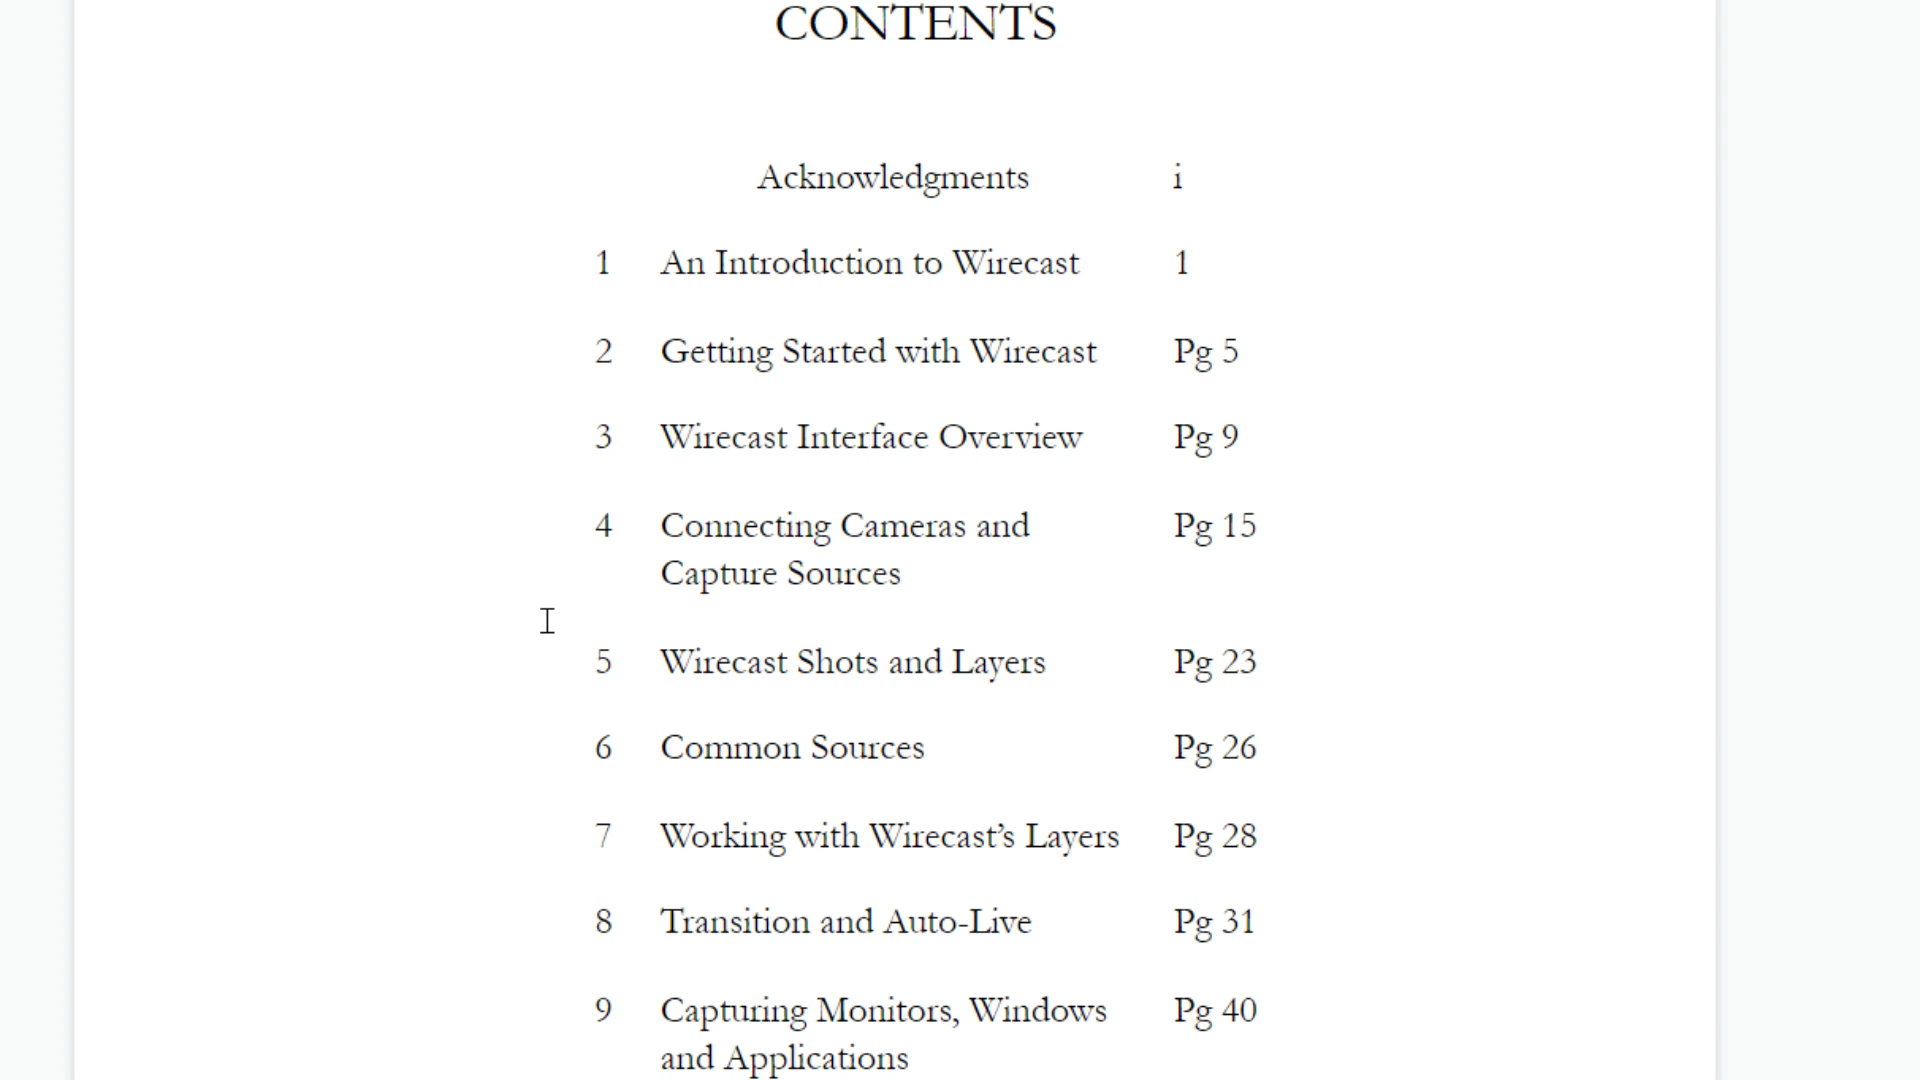 CONTENTS
Acknowledgments i
1 An Introduction to Wirecast 1
2 Getting Started with Wirecast Pg 5
3 Wirecast Interface Overview Pg 9
4 Connecting Cameras and Pg 15
Capture Sources
5 Wirecast Shots and Layers Pg 23
6 Common Sources Pg 26
7 Working with Wirecast’s Layers Pg 28
8 Transition and Auto-Live Pg 31
9 Capturing Monitors, Windows Pg 40
and Applications